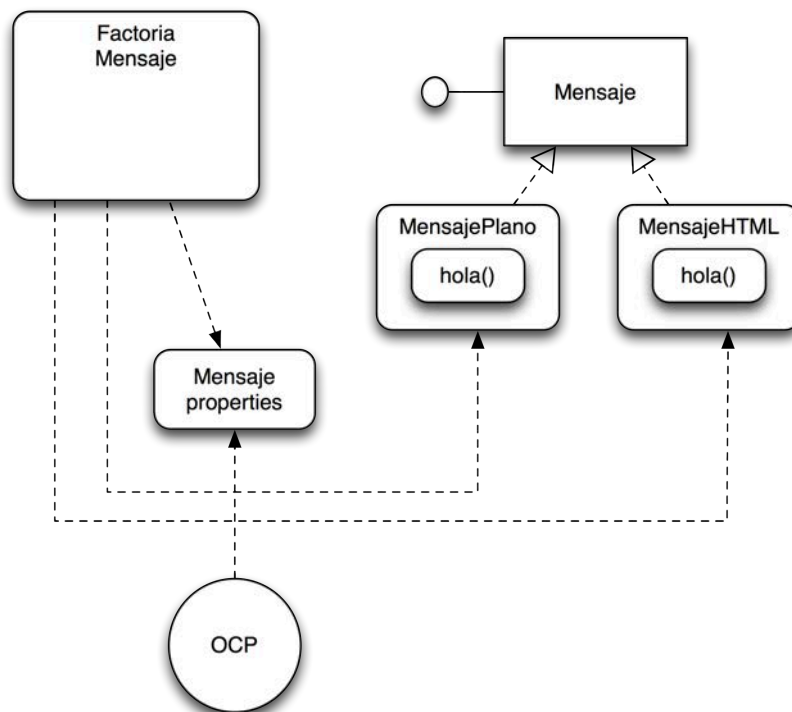 Factoria
Mensaje
Mensaje
MensajePlano
hola()
MensajeHTML
hola()
Mensaje
properties
OCP